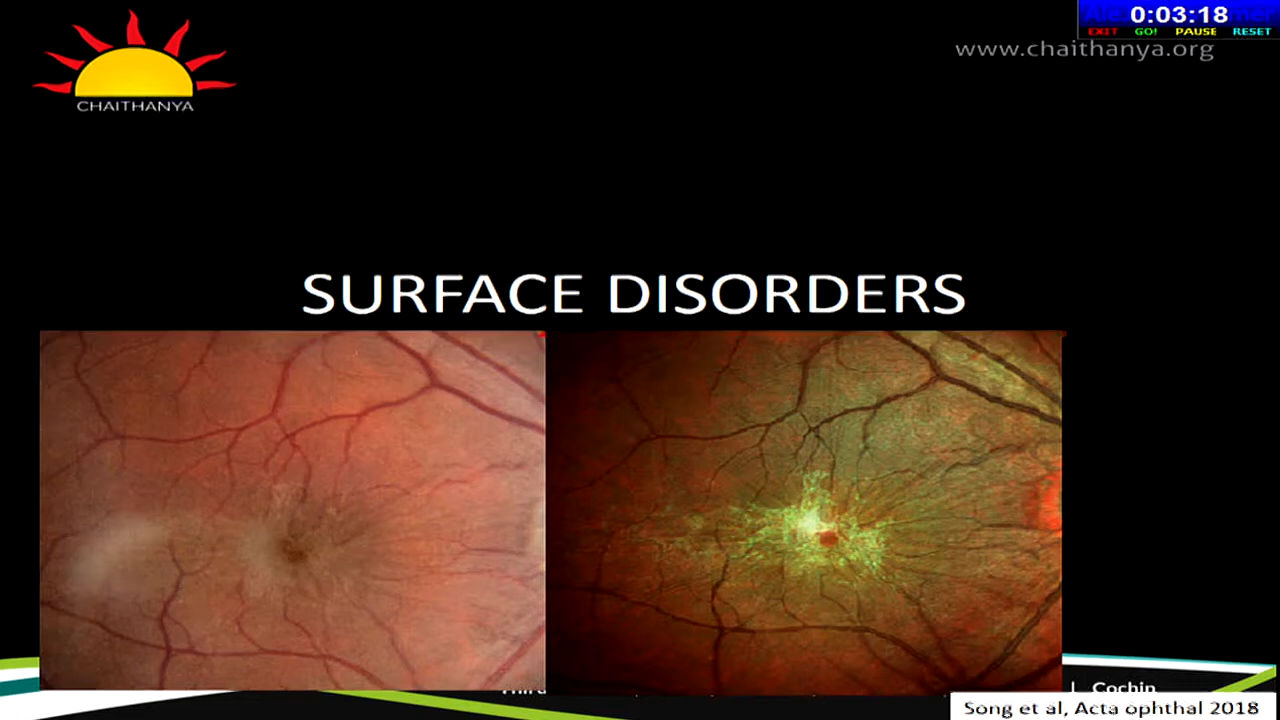 0:03:18
EXIT GO! PAUSE RESET
www.chaithanya.org
CHAITHANYA
SURFACE DISORDERS
Cochin
Song et al, Acta ophthal 2018